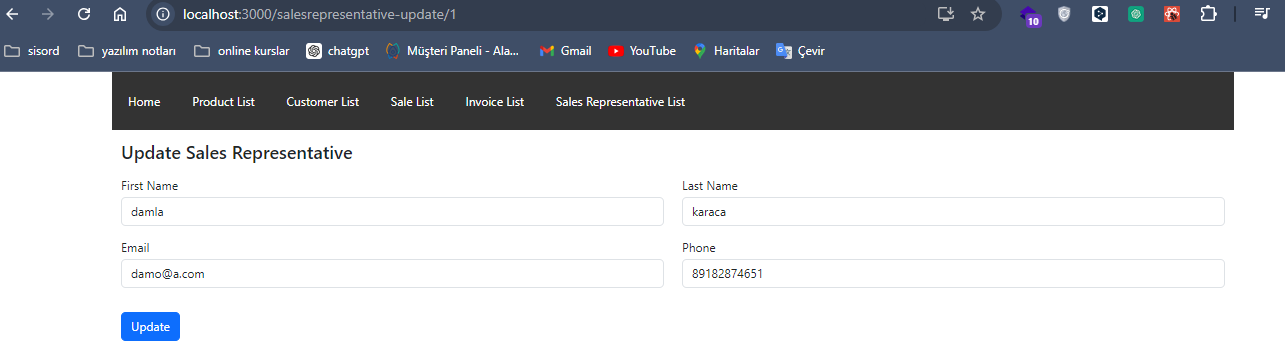 localhost:3000/salesrepresentative-update/1
10
sisord yazılım notları online kurslar chatgpt Müşteri Paneli - Ala... Gmail YouTube Haritalar Çevir
Home Product List Customer List Sale List Invoice List Sales Representative List
Update Sales Representative
First Name Last Name
damla karaca
Email Phone
damo@a.com 89182874651
Update